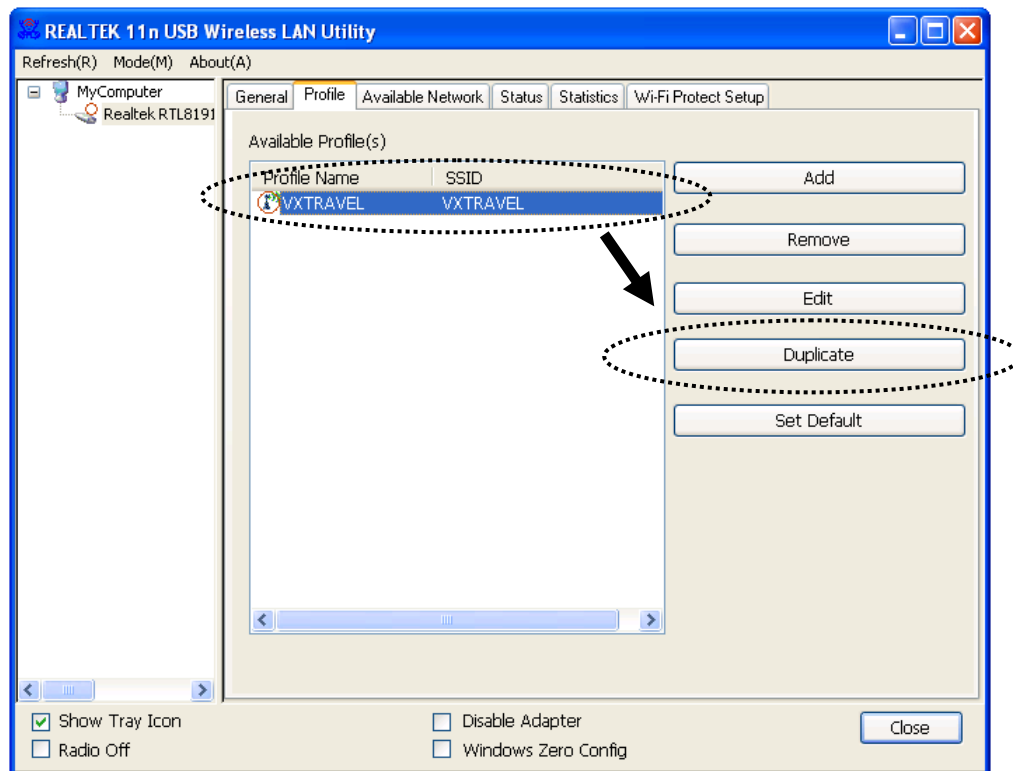 REALTEK 11n USB Wireless LAN Utility
Refresh(R) Mode(M) About(A)
MyComputer
Realtek RTL8191
General Profile Available Network Status Statistics Wi-Fi Protect Setup
Available Profile(s)
Profile Name SSID
VXTRAVEL VXTRAVEL
Add
Remove
Edit
Duplicate
Set Default
Show Tray Icon
Radio Off
Disable Adapter
Windows Zero Config
Close